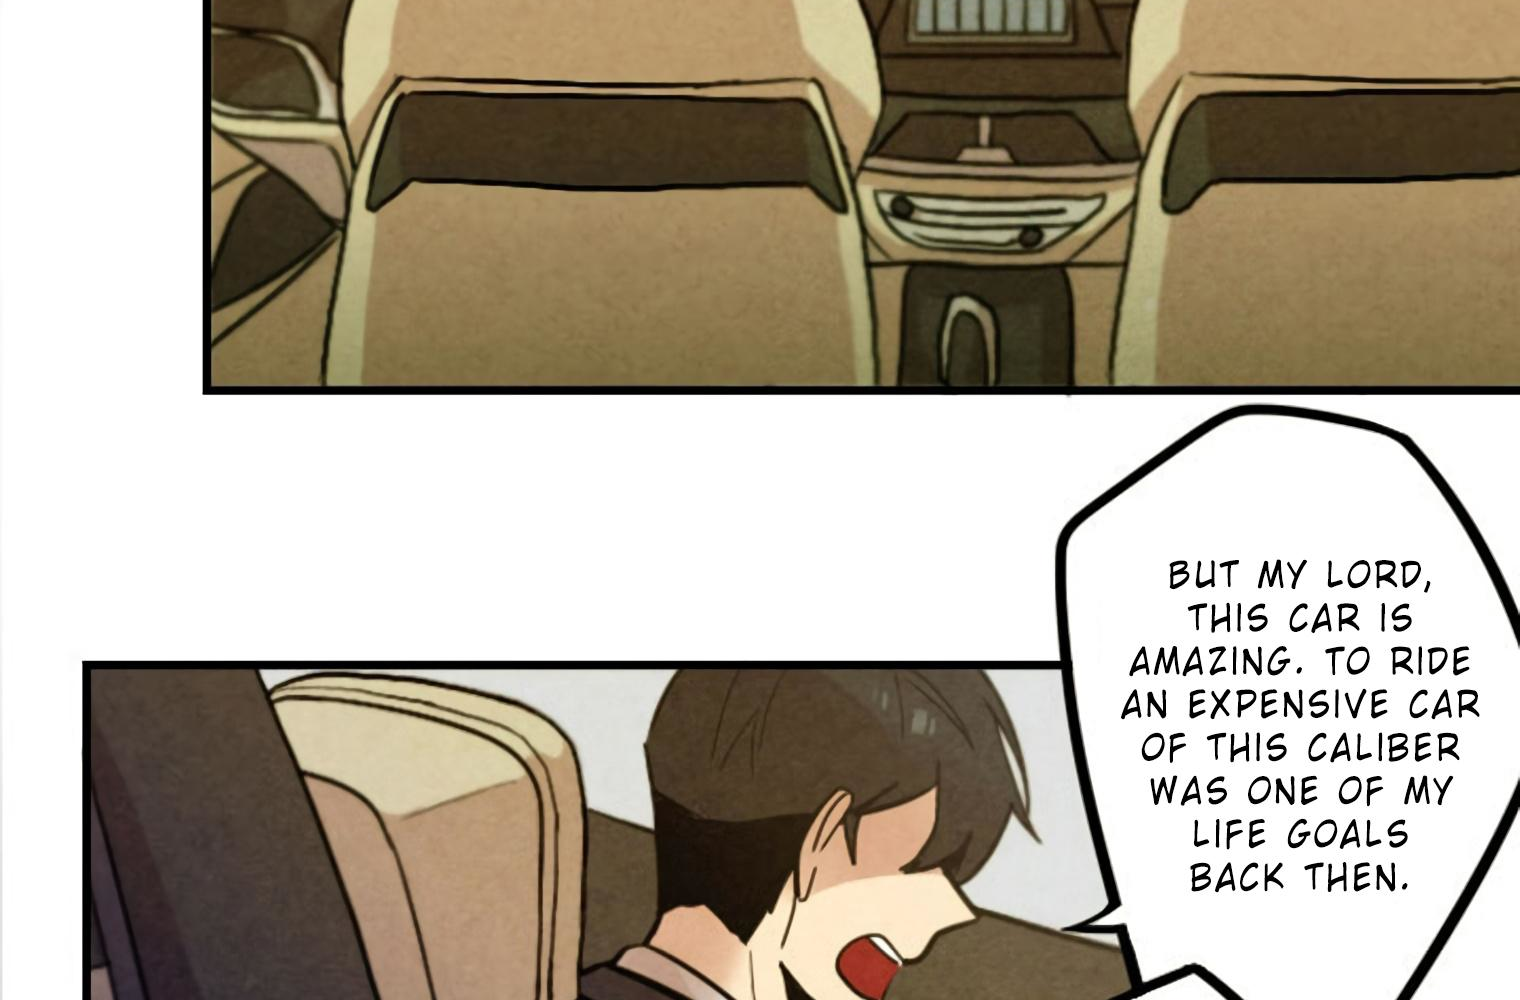 BUT MY LORD,
THIS CAR IS
AMAZING. TO RIDE
AN EXPENSIVE CAR
OF THIS CALIBER
WAS ONE OF MY
LIFE GOALS
BACK THEN.